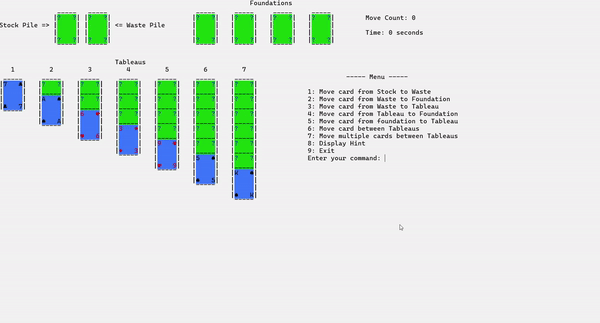 Foundations
Stock Pile => <= Waste Pile
Move Count: 0
Time: 0 seconds
Tableaus
1 2 3 4 5 6 7
----- Menu -----
1: Move card from Stock to Waste
2: Move card from Waste to Foundation
3: Move card from Waste to Tableau
4: Move card from Tableau to Foundation
5: Move card from foundation to Tableau
6: Move card between Tableaus
7: Move multiple cards between Tableaus
8: Display Hint
9: Exit
Enter your command: